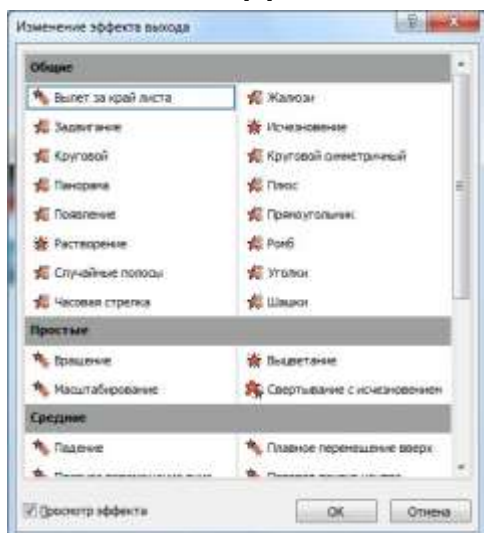 Изменение эффекта выхода
Общие
Вылет за край листа Жалюзи
Задвигание Исчезновение
Круговой Круговой симметричный
Панорама Плюс
Появление Прямоугольник
Растворение Ромб
Случайные полосы Уголки
Часовая стрелка Шашки
Простые
Вращение Выцветание
Масштабирование Свертывание с исчезновением
Средние
Падение Плавное перемещение вверх
Просмотр эффекта ОК Отмена